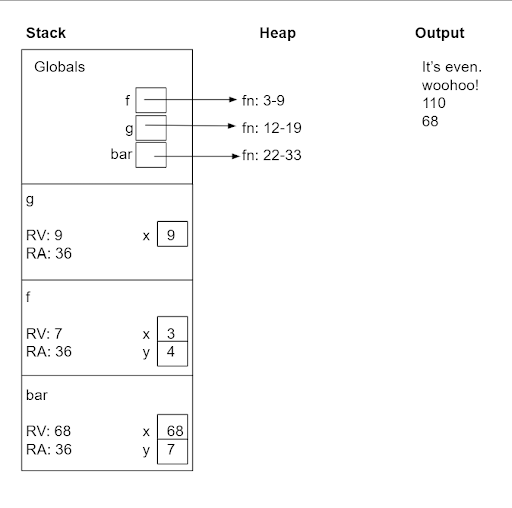 Stack Heap Output
Globals
It's even.
woohoo!
110
68
f fn: 3-9
g fn: 12-19
bar fn: 22-33
g
RV: 9 x 9
RA: 36
f
RV: 7 x 3
RA: 36 y 4
bar
RV: 68 x 68
RA: 36 y 7